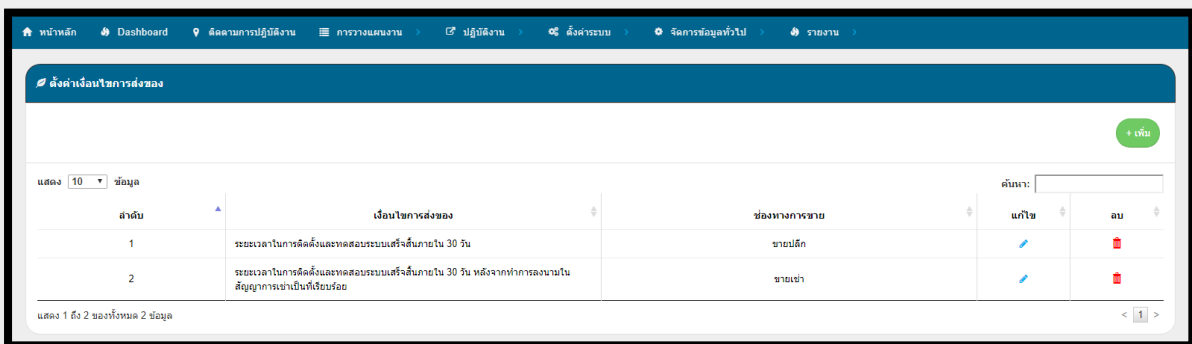 หน้าหลัก Dashboard ติดตามการปฏิบัติงาน การวางแผนงาน ปฏิบัติงาน ตั้งค่าระบบ จัดการข้อมูลทั่วไป รายงาน
ตั้งค่าเงื่อนไขการส่งของ
+ เพิ่ม
แสดง 10 ข้อมูล ค้นหา:
ลำดับ เงื่อนไขการส่งของ ช่องทางการขาย แก้ไข ลบ
1 ระยะเวลาในการติดตั้งและทดสอบระบบเสร็จสิ้นภายใน 30 วัน ขายปลีก
2 ระยะเวลาในการติดตั้งและทดสอบระบบเสร็จสิ้นภายใน 30 วัน หลังจากทำการลงนามใน
สัญญาการเช่าเป็นที่เรียบร้อย ขายเช่า
แสดง 1 ถึง 2 ของทั้งหมด 2 ข้อมูล < 1 >